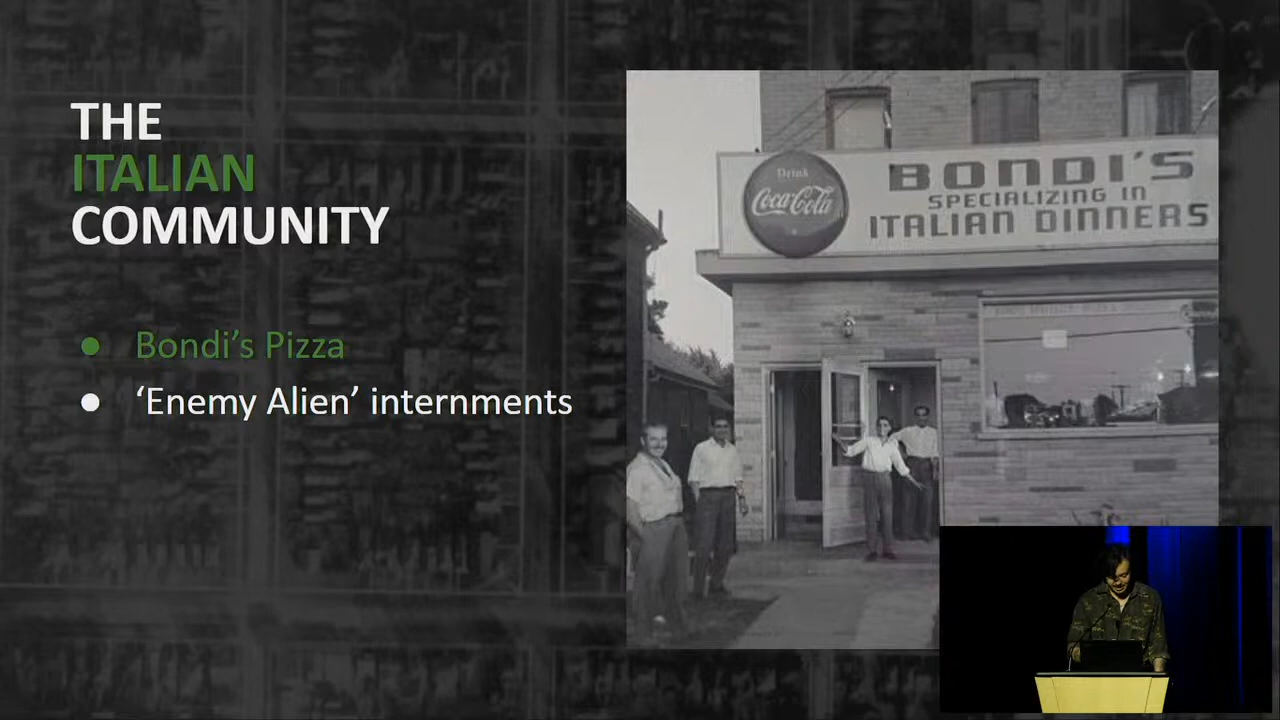 THE
ITALIAN
COMMUNITY
● Bondi’s Pizza
● ‘Enemy Alien’ internments
Drink
Coca-Cola
BONDI'S
SPECIALIZING IN
ITALIAN DINNERS